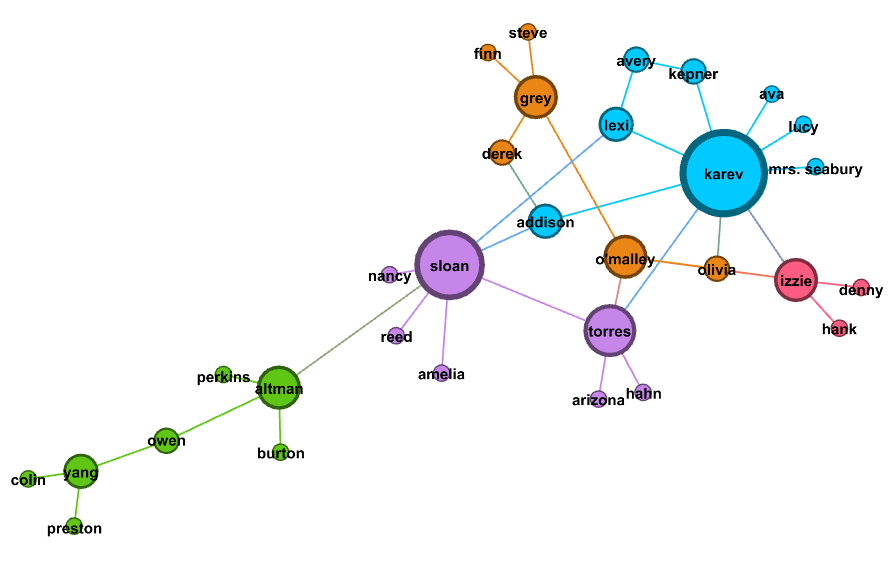 steve
finn
avery
kepner
grey
ava
lexi
lucy
derek
mrs. seabury
karev
addison
o'malley
sloan
nancy
olivia
izzie
denny
torres
hank
reed
amelia
perkins
altman
arizona
hahn
owen
burton
yang
colin
preston